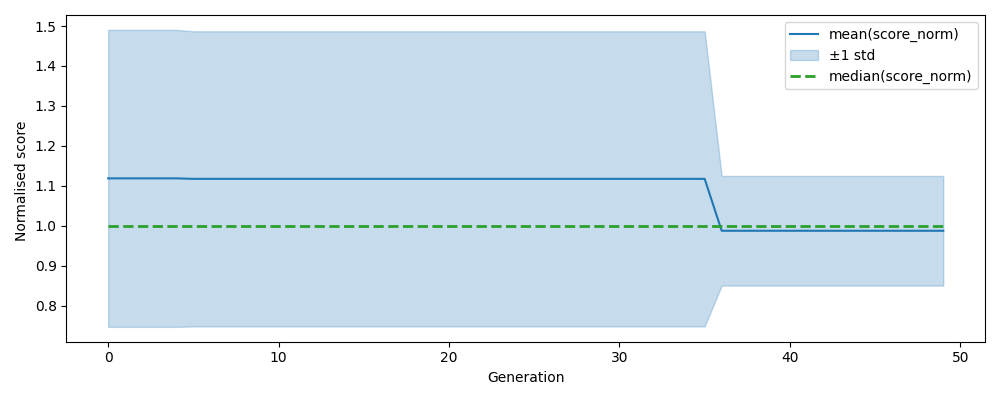 1.5
1.4
1.3
1.2
1.1
1.0
0.9
0.8
Normalised score
mean(score_norm)
±1 std
median(score_norm)
0
10
20
30
40
50
Generation